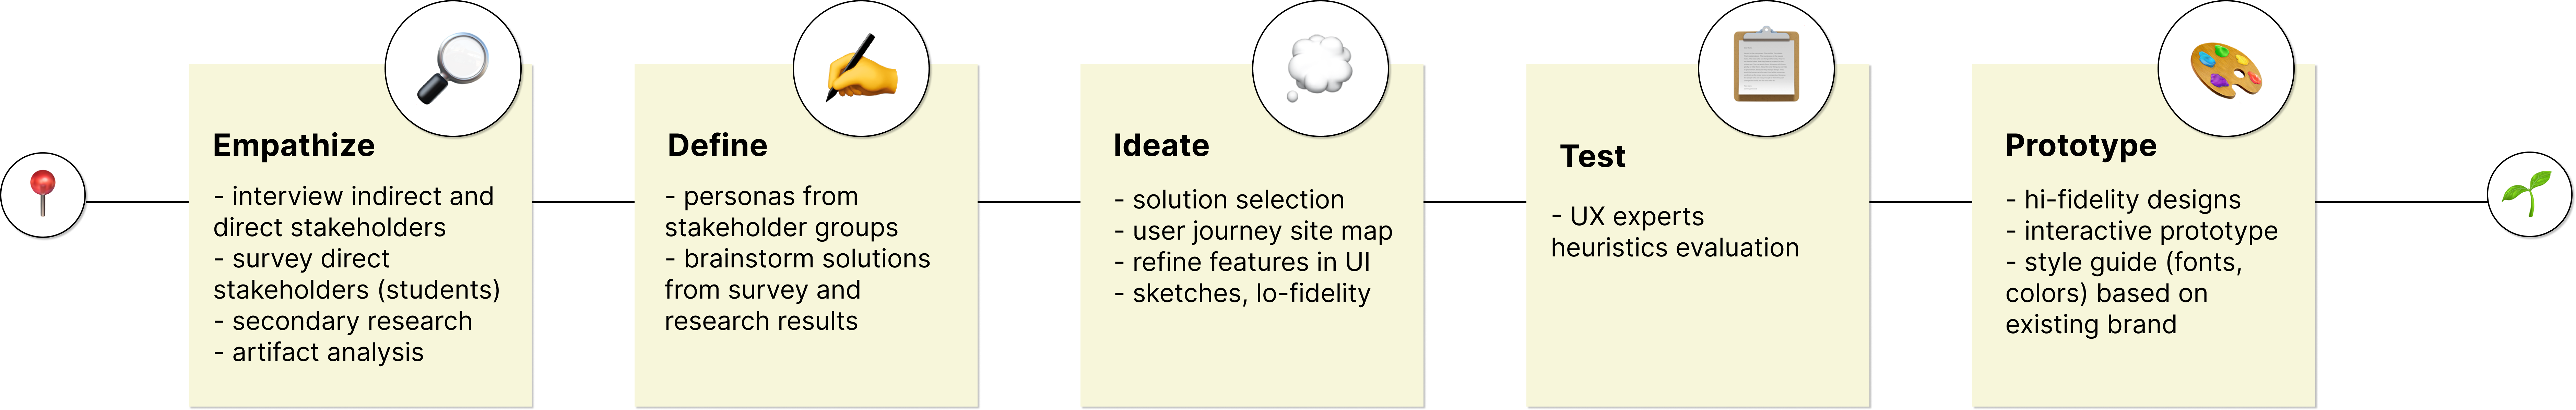 Empathize
- interview indirect and
direct stakeholders
- survey direct
stakeholders (students)
- secondary research
- artifact analysis
Define
- personas from
stakeholder groups
- brainstorm solutions
from survey and
research results
Ideate
- solution selection
- user journey site map
- refine features in UI
- sketches, lo-fidelity
Test
- UX experts
heuristics evaluation
Prototype
- hi-fidelity designs
- interactive prototype
- style guide (fonts,
colors) based on
existing brand